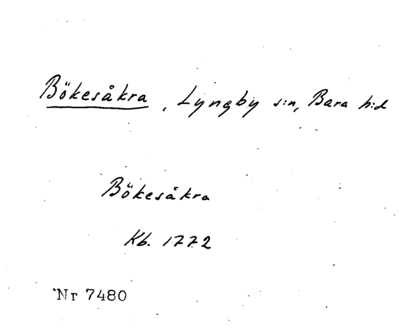 Bökesåkra, Lyngby s:n, Bara h:d
Bökesåkra
Kb. 1772
Nr 7480